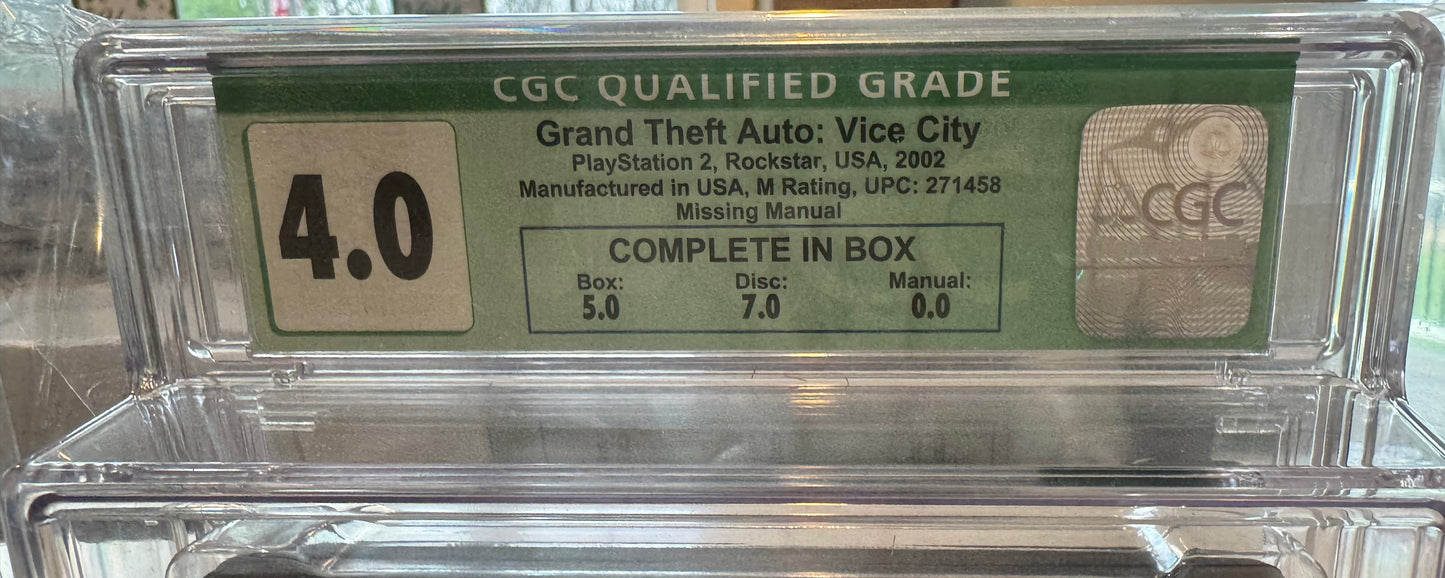 CGC QUALIFIED GRADE
4.0
Grand Theft Auto: Vice City
PlayStation 2, Rockstar, USA, 2002
Manufactured in USA, M Rating, UPC: 271458
Missing Manual
COMPLETE IN BOX
Box: Disc: Manual:
5.0 7.0 0.0
CGC